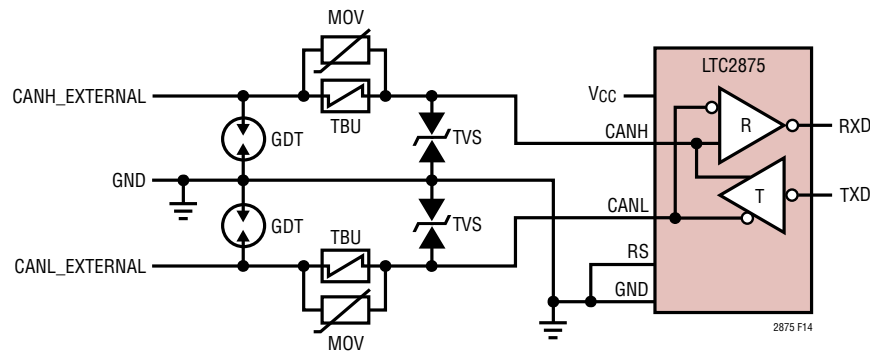 MOV
LTC2875
VCC
CANH_EXTERNAL
TBU
GDT
TVS
CANH
R
RXD
GND
T
TXD
CANL
GDT
TBU
TVS
CANL_EXTERNAL
RS
GND
MOV
2875 F14